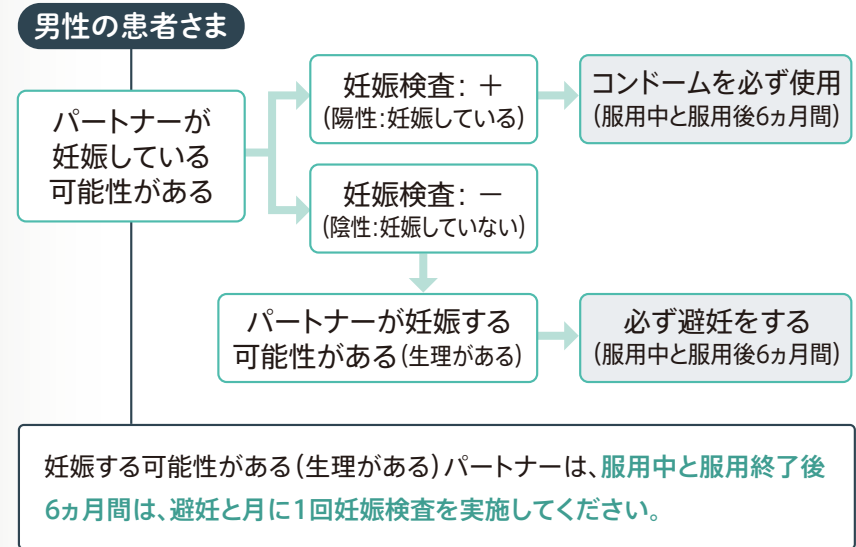 男性の患者さま
パートナーが
妊娠している
可能性がある
妊娠検査：＋
(陽性：妊娠している)
コンドームを必ず使用
(服用中と服用後6ヵ月間)
妊娠検査：－
(陰性：妊娠していない)
パートナーが妊娠する
可能性がある(生理がある)
必ず避妊をする
(服用中と服用後6ヵ月間)
妊娠する可能性がある(生理がある)パートナーは、服用中と服用終了後
6ヵ月間は、避妊と月に1回妊娠検査を実施してください。